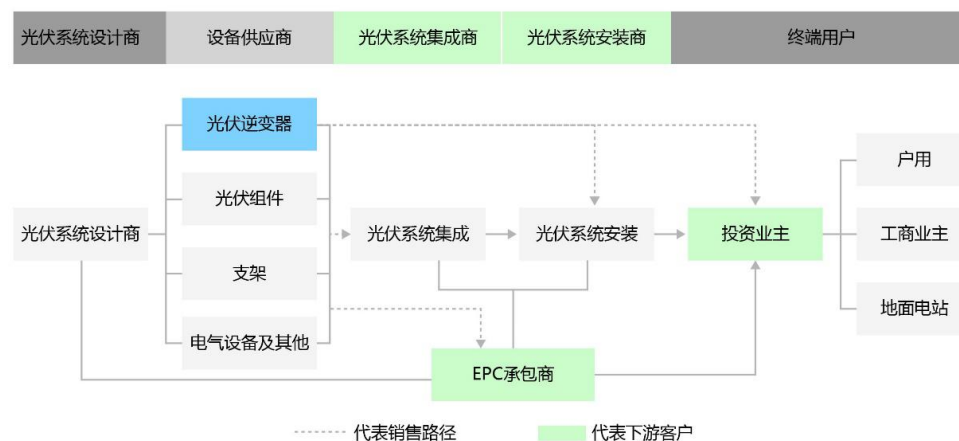 光伏系统设计商
设备供应商
光伏系统集成商
光伏系统安装商
终端用户
光伏逆变器
光伏组件
支架
电气设备及其他
光伏系统设计商
光伏系统集成
光伏系统安装
投资业主
户用
工商业主
地面电站
EPC承包商
代表销售路径
代表下游客户